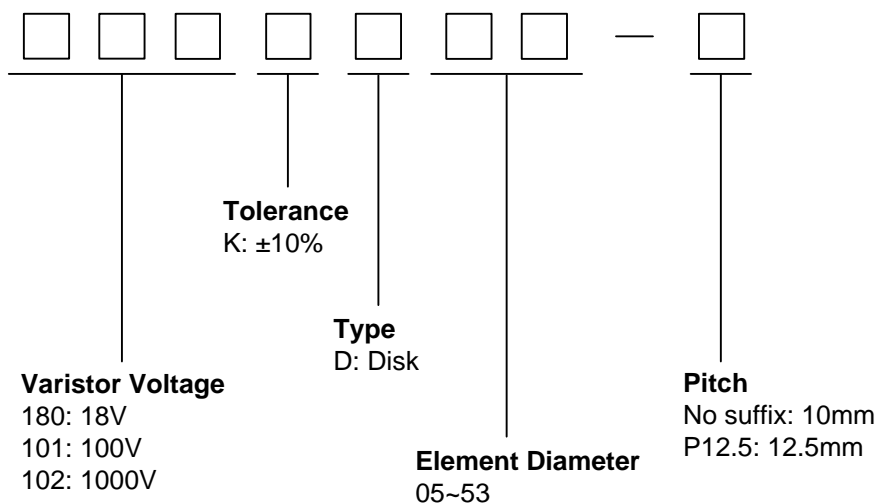 Tolerance
K: ±10%
Type
D: Disk
Varistor Voltage
180: 18V
101: 100V
102: 1000V
Pitch
No suffix: 10mm
P12.5: 12.5mm
Element Diameter
05~53